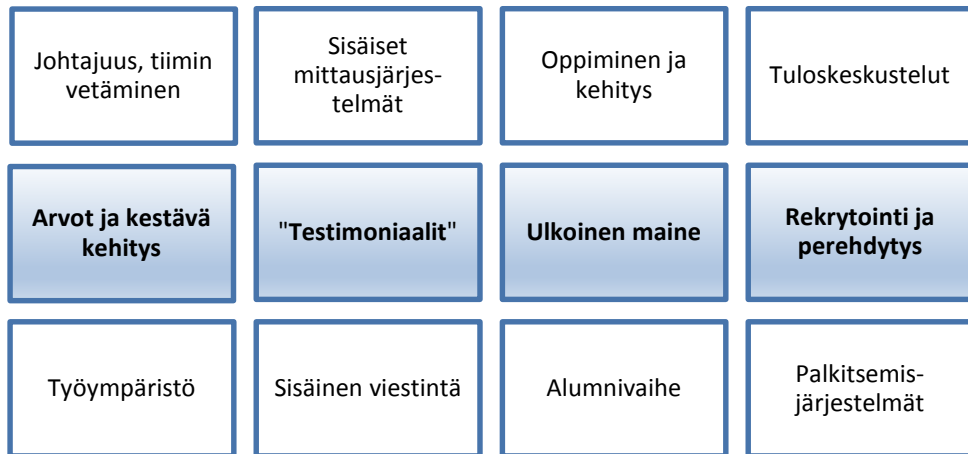 Johtajuus, tiimin
vetäminen
Sisäiset
mittausjärjes-
telmät
Oppiminen ja
kehitys
Tuloskeskustelut
Arvot ja kestävä
kehitys
"Testimoniaalit"
Ulkoinen maine
Rekrytointi ja
perehdytys
Työympäristö
Sisäinen viestintä
Alumnivaihe
Palkitsemis-
järjestelmät